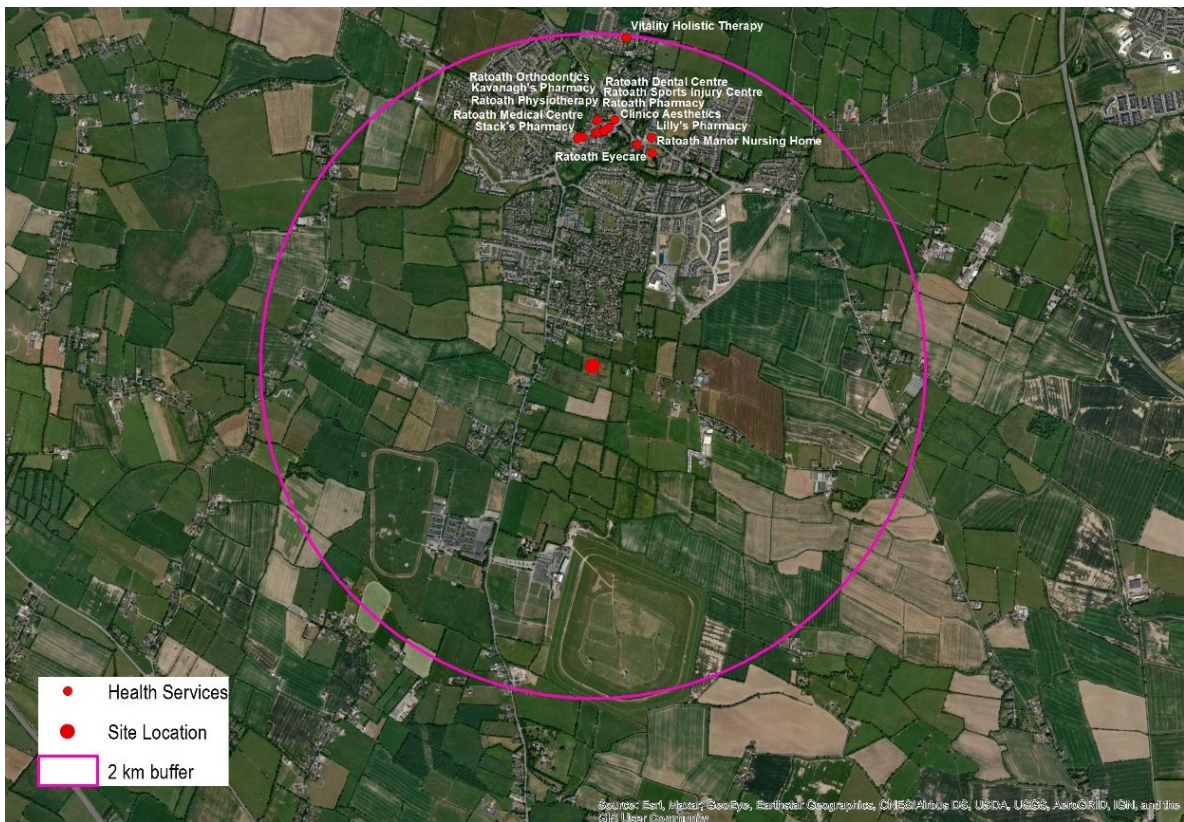 Vitality Holistic Therapy
Ratoath Orthodontics
Kavanagh's Pharmacy
Ratoath Physiotherapy
Ratoath Medical Centre
Stack's Pharmacy
Ratoath Dental Centre
Ratoath Sports Injury Centre
Ratoath Pharmacy
Clinico Aesthetics
Lilly's Pharmacy
Ratoath Manor Nursing Home
Ratoath Eyecare
Health Services
Site Location
2 km buffer
Source: Esri, Maxar, GeoEye, Earthstar Geographics, CNES/Airbus DS, USDA, USGS, AeroGRID, IGN, and the
GIS User Community